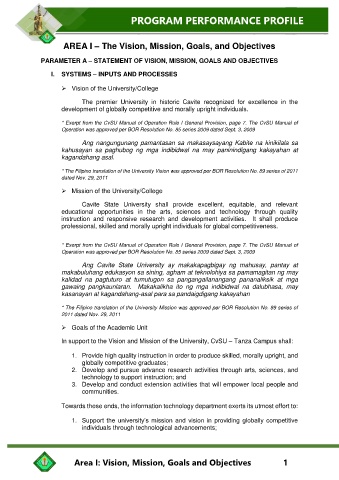 PROGRAM PERFORMANCE PROFILE
AREA I – The Vision, Mission, Goals, and Objectives
PARAMETER A – STATEMENT OF VISION, MISSION, GOALS AND OBJECTIVES
I. SYSTEMS – INPUTS AND PROCESSES
➢ Vision of the University/College
The premier University in historic Cavite recognized for excellence in the
development of globally competitive and morally upright individuals.
* Exerpt from the CvSU Manual of Operation Rule I General Provision, page 7. The CvSU Manual of
Operation was approved per BOR Resolution No. 85 series 2009 dated Sept. 3, 2009
Ang nangungunang pamantasan sa makasaysayang Kabite na kinikilala sa
kahusayan sa paghubog ng mga indibidwal na may pandaigdigang kakayahan at
kagandahang asal.
* The Filipino translation of the University Vision was approved per BOR Resolution No. 89 series of 2011
dated Nov. 29, 2011
➢ Mission of the University/College
Cavite State University shall provide excellent, equitable, and relevant
educational opportunities in the arts, sciences and technology through quality
instruction and responsive research and development activities. It shall produce
professional, skilled and morally upright individuals for global competitiveness.
* Exerpt from the CvSU Manual of Operation Rule I General Provision, page 7. The CvSU Manual of
Operation was approved per BOR Resolution No. 85 series 2009 dated Sept. 3, 2009
Ang Cavite State University ay makakapagbigay ng mahusay, pantay at
makabuluhang edukasyon sa sining, agham at teknolohiya sa pamamagitan ng may
kalidad na pagtuturo at tumutugon sa pangangailanangang pananaliksik at mga
gawang pangkaunlaran. Makakalikha ito ng mga indibidwal na dalubhasa, may
kasanayan at kagandahang-asal para sa pandaigdigang kakayahan
* The Filipino translation of the University Mission was approved per BOR Resolution No. 89 series of
2011 dated Nov. 29, 2011
➢ Goals of the Academic Unit
In support to the Vision and Mission of the University, CvSU – Tanza Campus shall:
1. Provide high quality instruction in order to produce skilled, morally upright, and
globally competitive graduates;
2. Develop and pursue advance research activities through arts, sciences, and
technology to support instruction; and
3. Develop and conduct extension activities that will empower local people and
communities.
Towards these ends, the information technology department exerts its utmost effort to:
1. Support the university's mission and vision in providing globally competitive
individuals through technological advancements;
Area I: Vision, Mission, Goals and Objectives 1